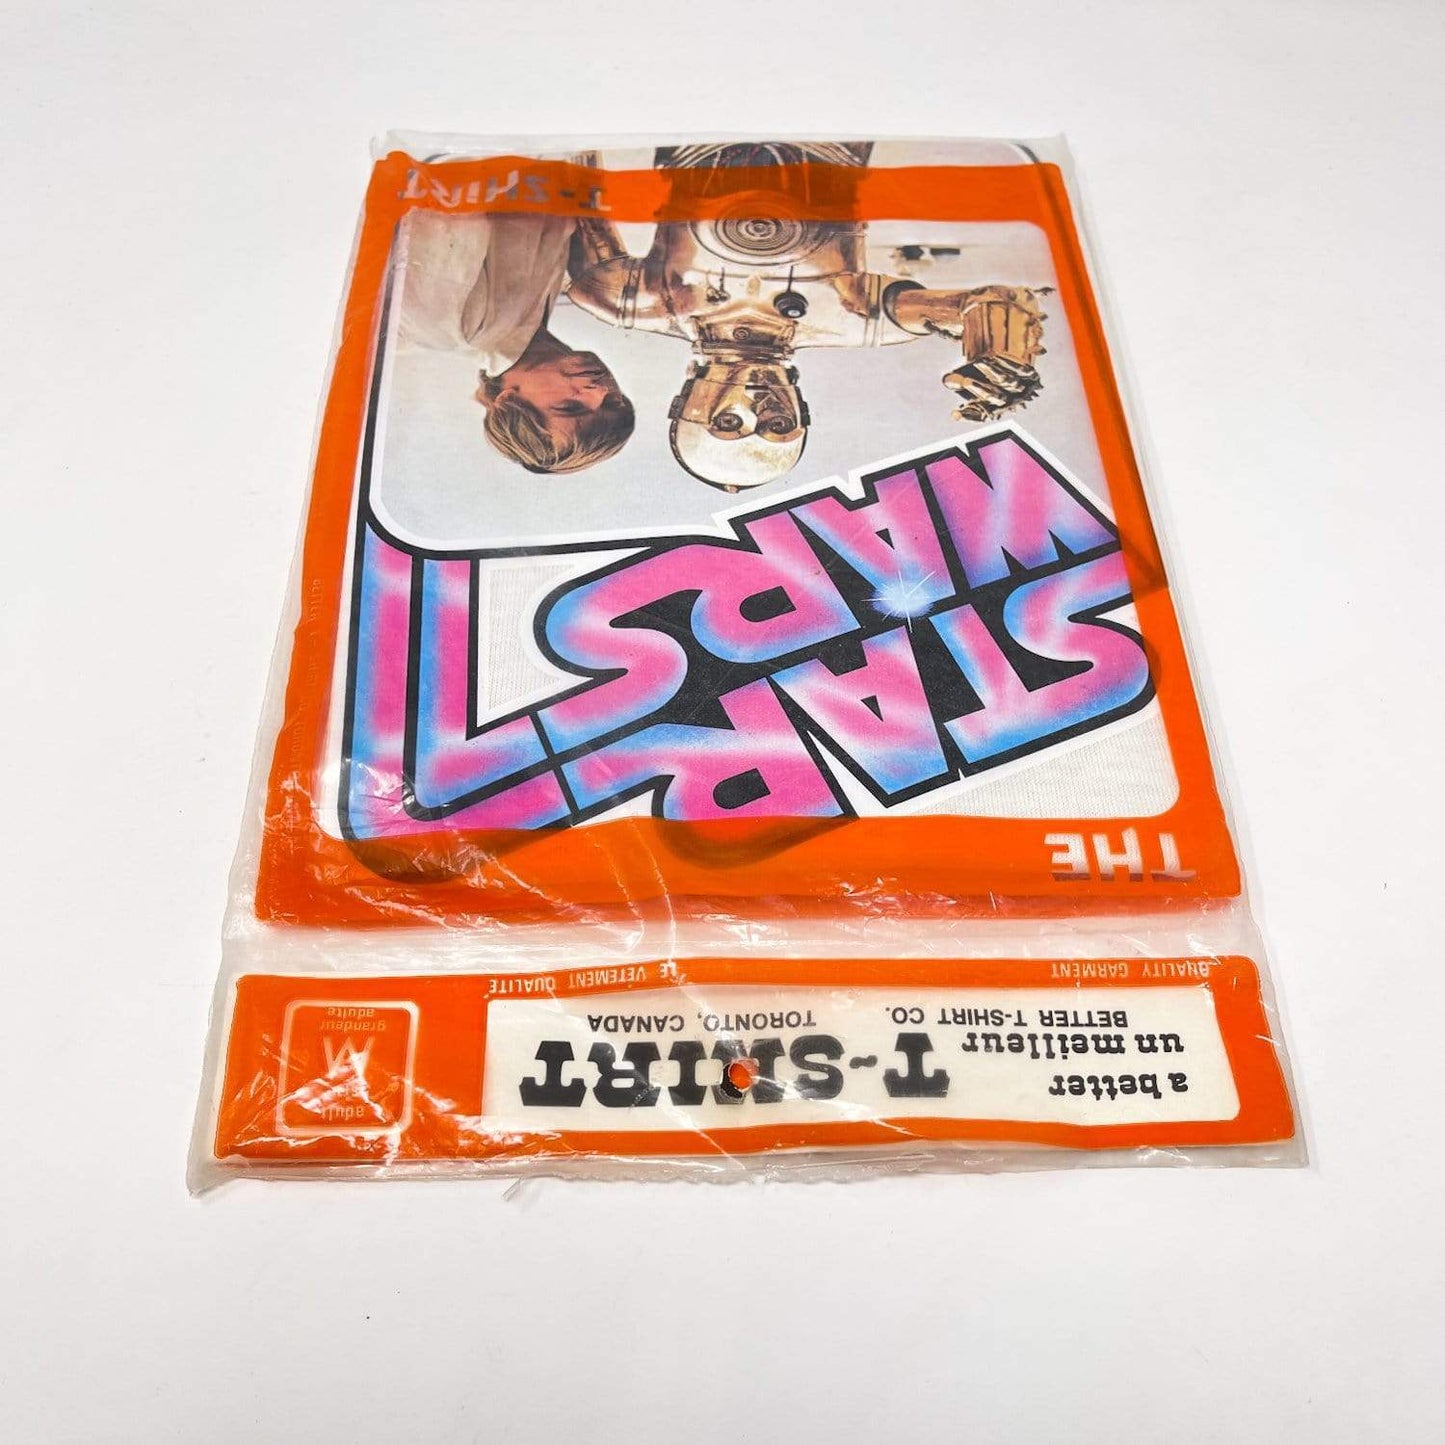 a better
un meilleur
T-SHIRT
BETTER T-SHIRT CO. TORONTO, CANADA
QUALITY GARMENT LE VETEMENT QUALITE
adult
size
M
grandeur
adulte
THE
STAR
WARS
T-SHIRT